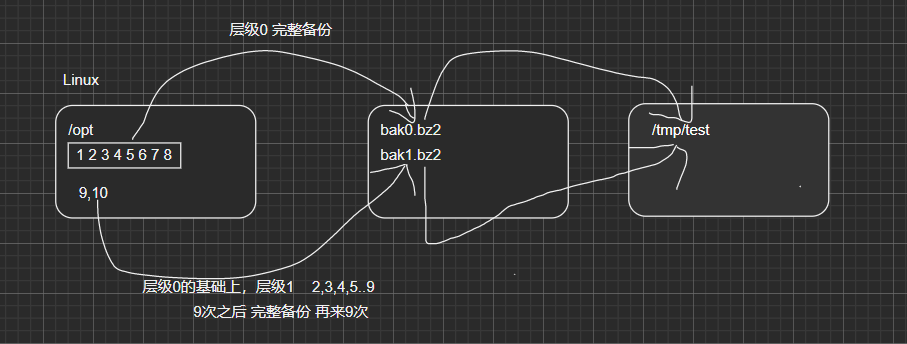 层级0 完整备份
Linux
/opt
1 2 3 4 5 6 7 8
9,10
bak0.bz2
bak1.bz2
/tmp/test
层级0的基础上，层级1 2,3,4,5..9
9次之后 完整备份 再来9次